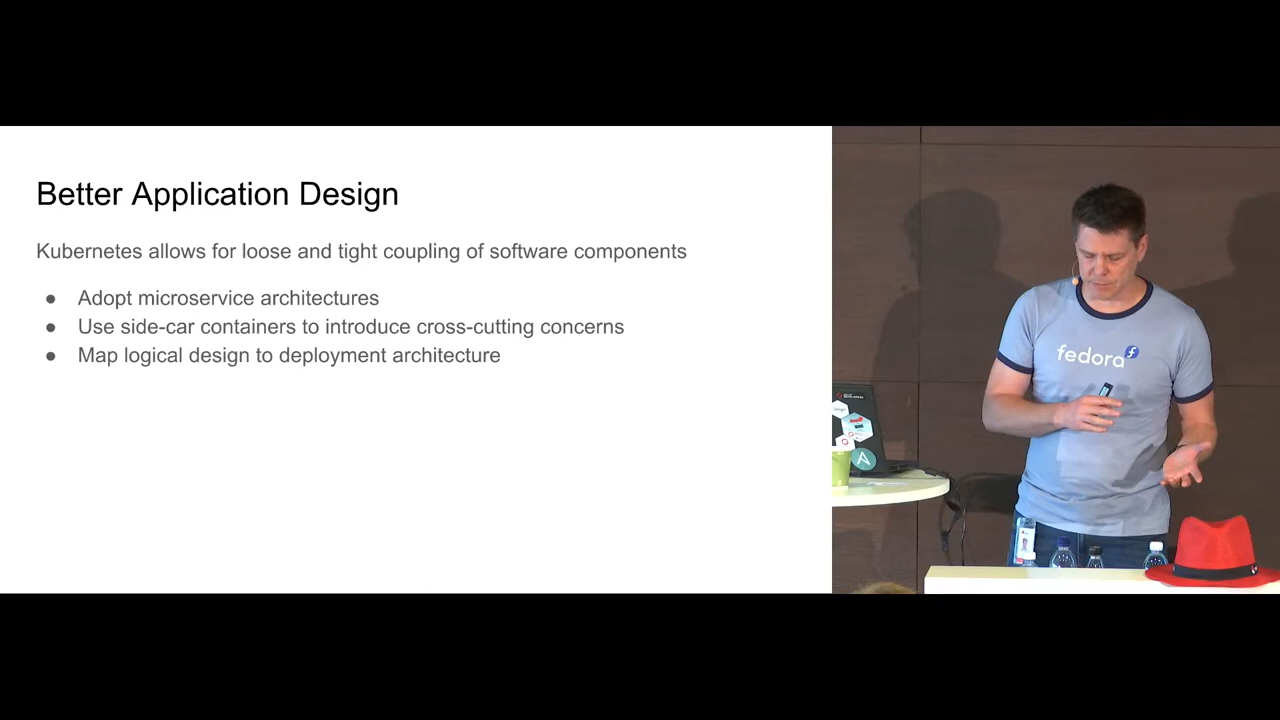 Better Application Design
Kubernetes allows for loose and tight coupling of software components
● Adopt microservice architectures
● Use side-car containers to introduce cross-cutting concerns
● Map logical design to deployment architecture
fedora
DEVELOPERS